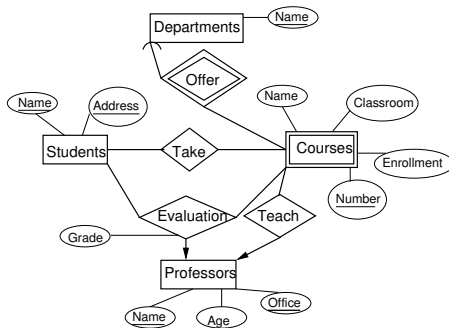 Name
Departments
Offer
Name
Address
Name
Classroom
Students
Take
Courses
Enrollment
Number
Evaluation
Teach
Grade
Professors
Name
Age
Office